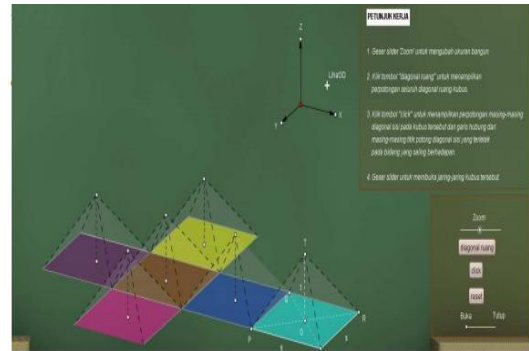 PETUNJUK KERJA
1. Geser slider 'Zoom' untuk mengubah ukuran bangun.
2. Klik tombol "diagonal ruang" untuk menampilkan
perpotongan seluruh diagonal ruang kubus.
3. Klik tombol "click" untuk menampilkan perpotongan masing-masing
diagonal sisi pada kubus tersebut dan garis hubung dari
masing-masing titik potong diagonal sisi yang terletak
pada bidang yang saling berhadapan.
4. Geser slider untuk membuka jaring-jaring kubus tersebut.
Z
Lihat3D
X
Y
Zoom
diagonal ruang
click
reset
Buka Tutup
T
R
O
P
s
s